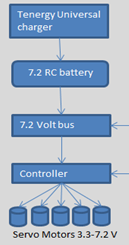 Tenergy Universal
charger
7.2 RC battery
7.2 Volt bus
Controller
Servo Motors 3.3-7.2 V